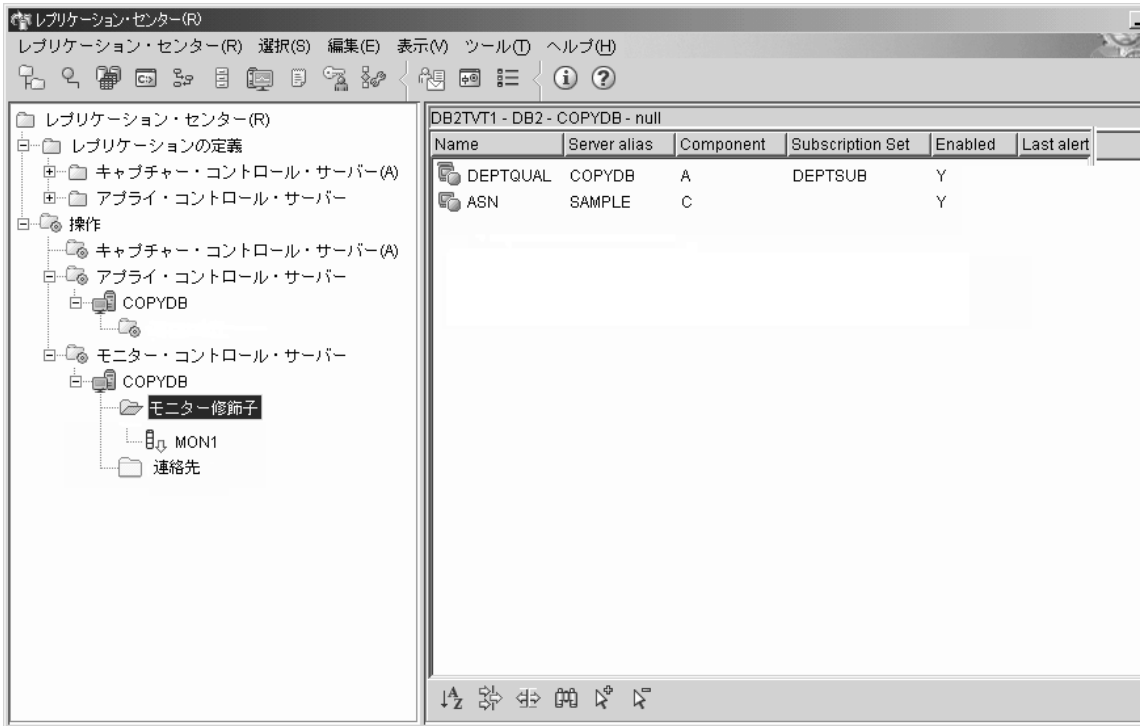 レプリケーション・センター(R)
レプリケーション・センター(R) 選択(S) 編集(E) 表示(V) ツール(T) ヘルプ(H)
レプリケーション・センター(R)
レプリケーションの定義
キャプチャー・コントロール・サーバー(A)
アプライ・コントロール・サーバー
操作
キャプチャー・コントロール・サーバー(A)
アプライ・コントロール・サーバー
COPYDB
モニター・コントロール・サーバー
COPYDB
モニター修飾子
MON1
連絡先
DB2TVT1 - DB2 - COPYDB - null
Name Server alias Component Subscription Set Enabled Last alert
DEPTQUAL COPYDB A DEPTSUB Y
ASN SAMPLE C Y